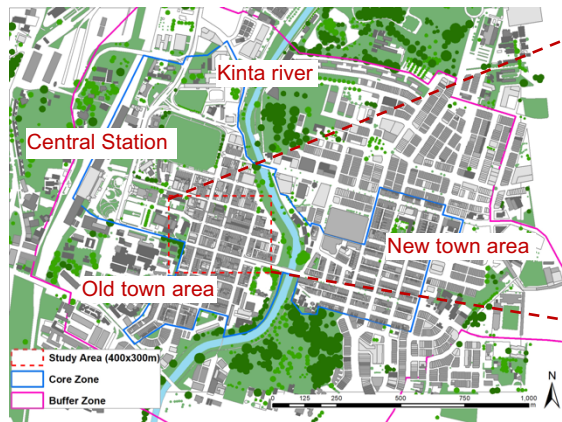 Kinta river
Central Station
New town area
Old town area
Study Area (400x300m)
Core Zone
Buffer Zone
N
0 125 250 500 750 1,000
m